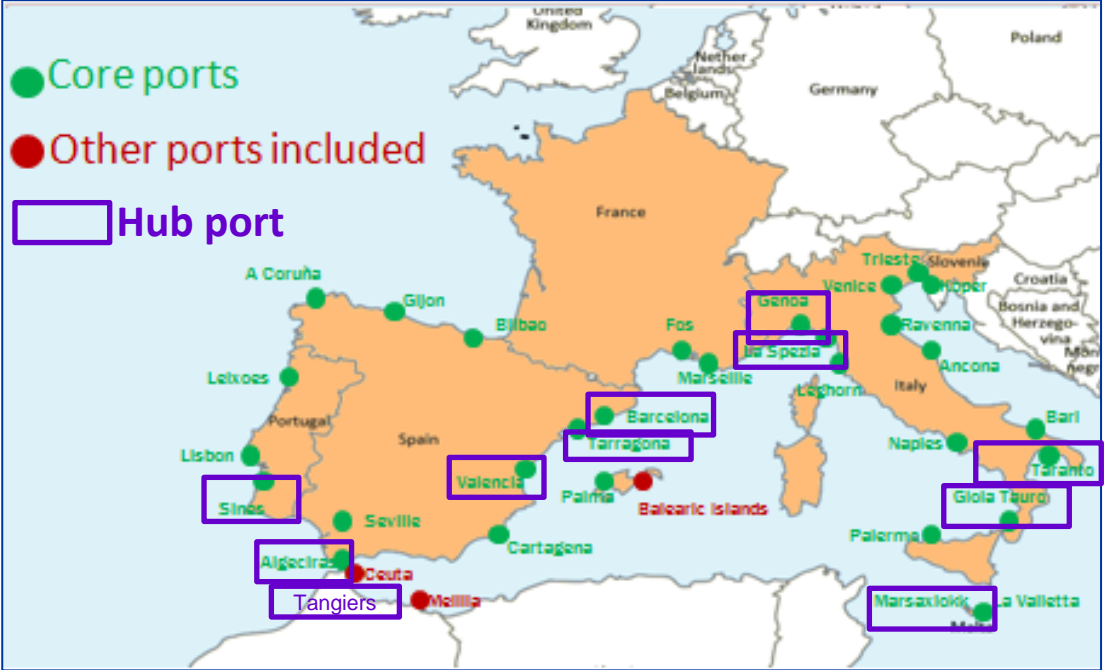 United
Kingdom
Poland
Nether
lands
Belgium
Germany
Core ports
Other ports included
Hub port
France
A Coruña
Gijon
Bilbao
Fos
Marseille
Genoa
La Spezia
Leghorn
Trieste
Slovenia
Venice
Koper
Croatia
Bosnia and
Herzego-
vina
Ravenna
Ancona
Italy
Leixoes
Portugal
Spain
Barcelona
Tarragona
Lisbon
Sines
Valencia
Palma
Balearic Islands
Naples
Bari
Taranto
Gioia Tauro
Seville
Cartagena
Palermo
Algeciras
Ceuta
Tangiers
Melilla
Marsaxlokk
La Valletta
Malta